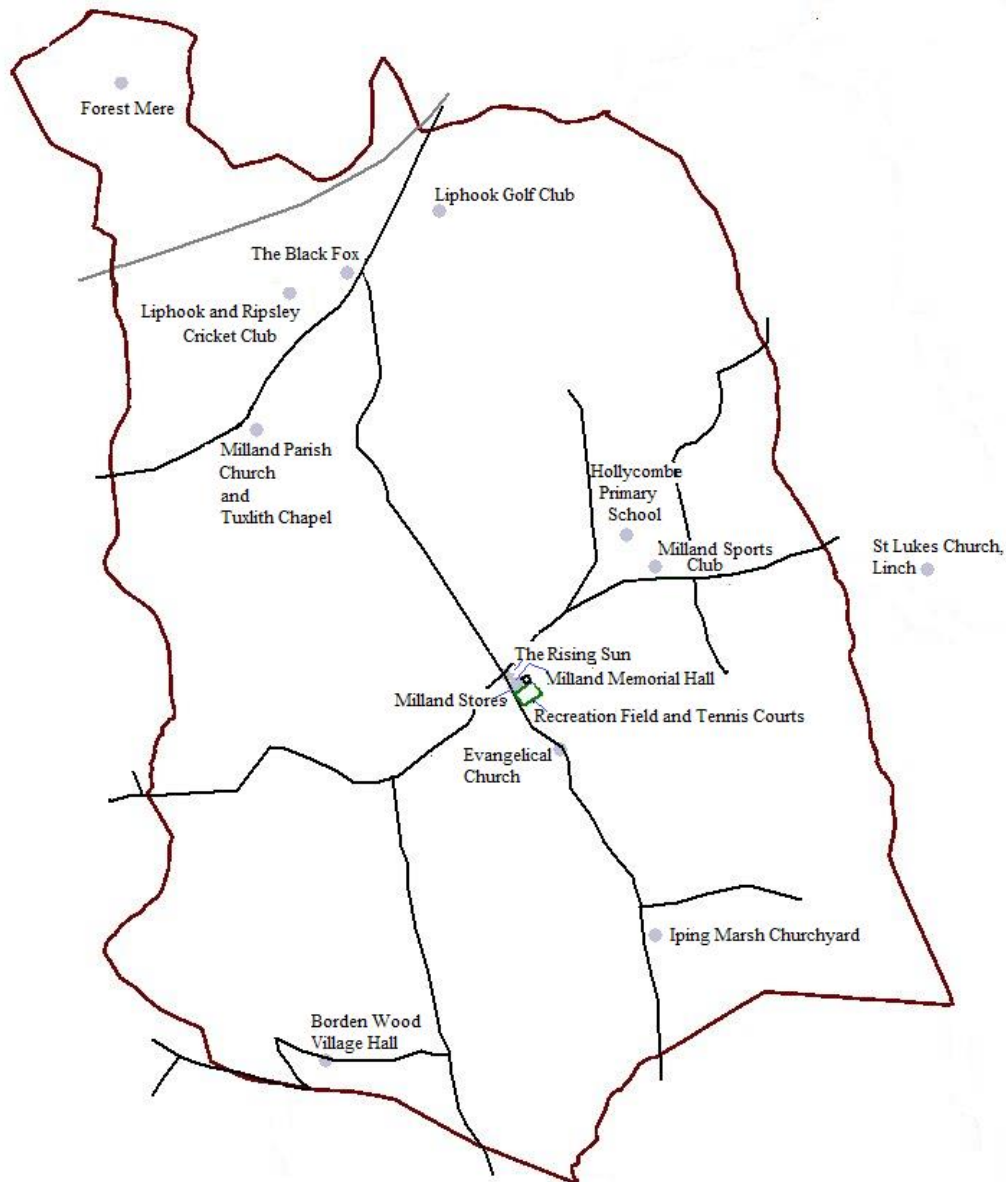 Forest Mere
Liphook Golf Club
The Black Fox
Liphook and Ripsley
Cricket Club
Milland Parish
Church
and
Tuxlith Chapel
Hollycombe
Primary
School
Milland Sports
Club
St Lukes Church,
Linch
The Rising Sun
Milland Memorial Hall
Milland Stores
Recreation Field and Tennis Courts
Evangelical
Church
Iping Marsh Churchyard
Borden Wood
Village Hall